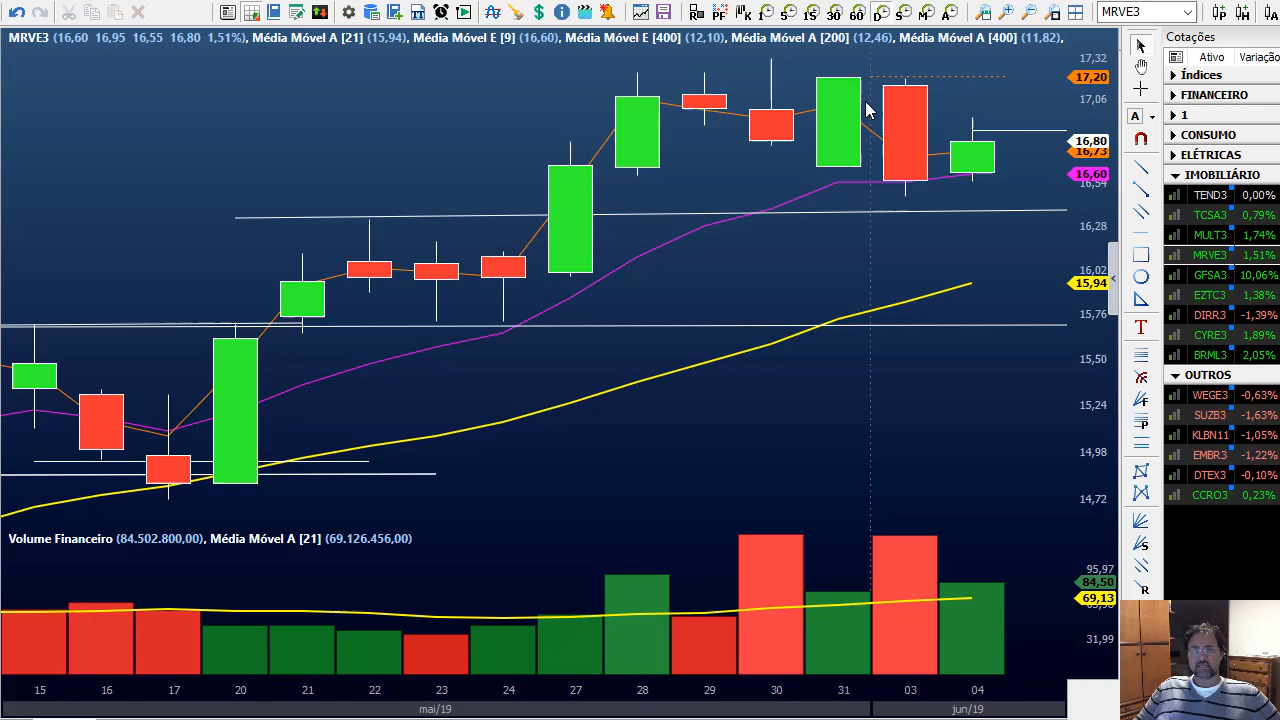 MRVE3
Cotações
MRVE3 (16,60 16,95 16,55 16,80 1,51%), Média Móvel A [21] (15,94), Média Móvel E [9] (16,60), Média Móvel E [400] (12,10), Média Móvel A [200] (12,46), Média Móvel A [400] (11,82),
Ativo Variação
17,32
17,20
17,06
16,80
16,73
16,60
16,54
16,28
16,02
15,94
15,76
15,50
15,24
14,98
14,72
Índices
FINANCEIRO
1
CONSUMO
ELÉTRICAS
IMOBILIÁRIO
TEND3 0,00%
TCSA3 0,79%
MULT3 1,74%
MRVE3 1,51%
GFSA3 10,06%
EZTC3 1,38%
DIRR3 -1,39%
CYRE3 1,89%
BRML3 2,05%
OUTROS
WEGE3 -0,63%
SUZB3 -1,63%
KLBN11 -1,05%
EMBR3 -1,22%
DTEX3 -0,10%
CCRO3 0,23%
Volume Financeiro (84.502.800,00), Média Móvel A [21] (69.126.456,00)
95,97
84,50
69,13
31,99
15 16 17 20 21 22 23 24 27 28 29 30 31 03 04
mai/19 jun/19